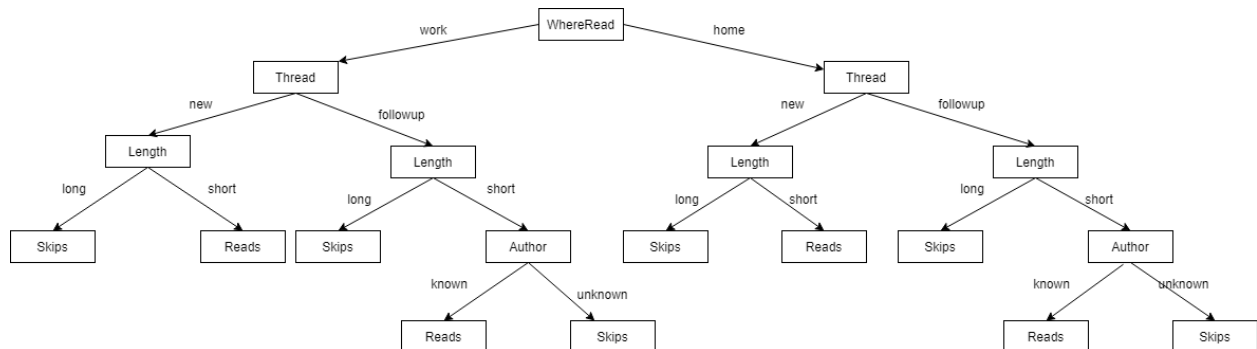 WhereRead
work
home
Thread
Thread
new
followup
new
followup
Length
Length
Length
Length
long
short
long
short
long
short
long
short
Skips
Reads
Skips
Author
Skips
Reads
Skips
Author
known
unknown
known
unknown
Reads
Skips
Reads
Skips